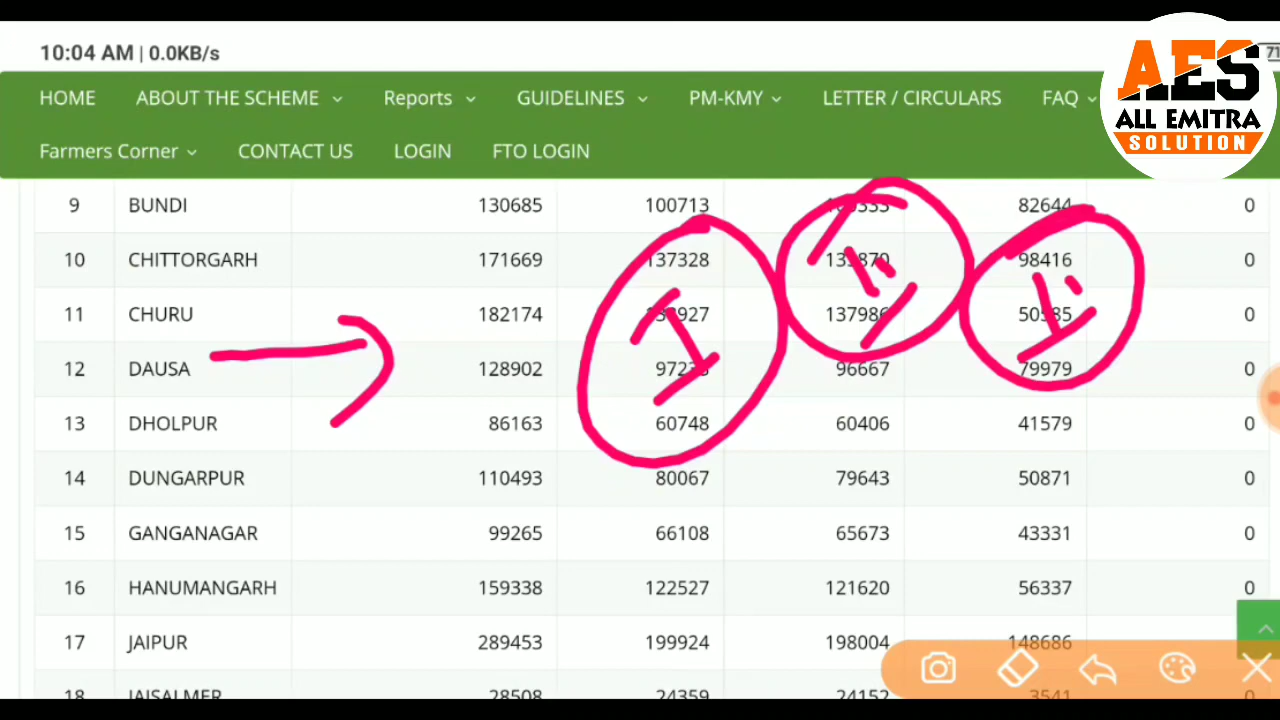 10:04 AM | 0.0KB/s
71
AES
ALL EMITRA
SOLUTION
HOME ABOUT THE SCHEME Reports GUIDELINES PM-KMY LETTER / CIRCULARS FAQ
Farmers Corner CONTACT US LOGIN FTO LOGIN
9 BUNDI 130685 100713 82644 0
10 CHITTORGARH 171669 137328 98416 0
11 CHURU 182174 137986 0
12 DAUSA 128902 96667 79979 0
13 DHOLPUR 86163 60748 60406 41579 0
14 DUNGARPUR 110493 80067 79643 50871 0
15 GANGANAGAR 99265 66108 65673 43331 0
16 HANUMANGARH 159338 122527 121620 56337 0
17 JAIPUR 289453 199924 198004 148686 0
18 JAISALMER 28508 24359 24152 3541 0